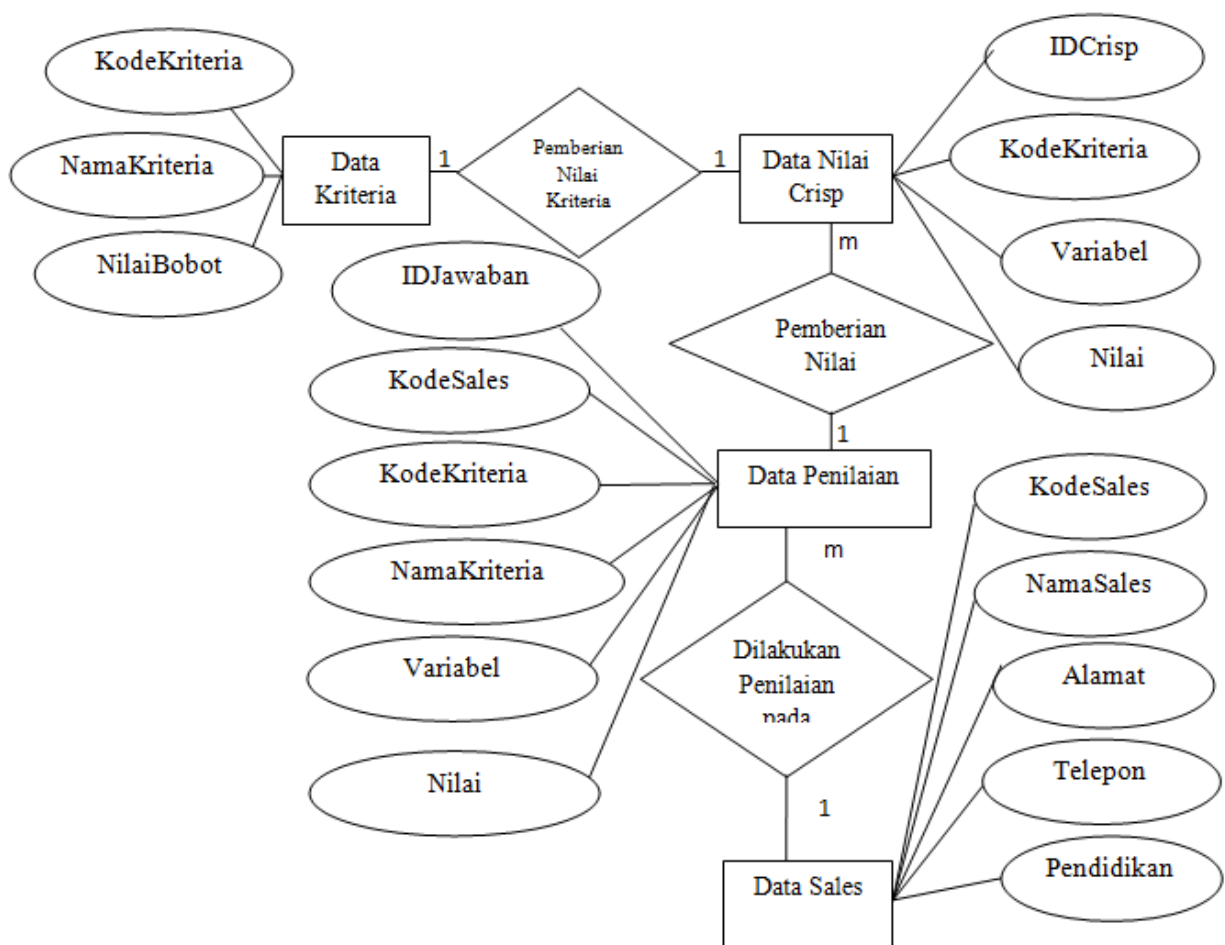 KodeKriteria
NamaKriteria
NilaiBobot
Data
Kriteria
1
Pemberian
Nilai
Kriteria
1
Data Nilai
Crisp
IDCrisp
KodeKriteria
Variabel
Nilai
m
Pemberian
Nilai
1
IDJawaban
KodeSales
KodeKriteria
NamaKriteria
Variabel
Nilai
Data Penilaian
m
Dilakukan
Penilaian
pada
1
Data Sales
KodeSales
NamaSales
Alamat
Telepon
Pendidikan